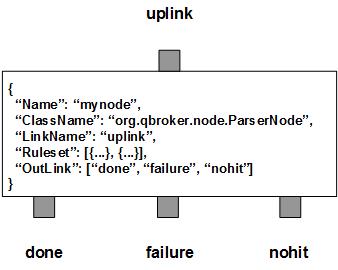 uplink
{
“Name”: “mynode”,
“ClassName”: “org.qbroker.node.ParserNode”,
“LinkName”: “uplink”,
“Ruleset”: [{...}, {...}],
“OutLink”: [“done”, “failure”, “nohit”]
}
done failure nohit